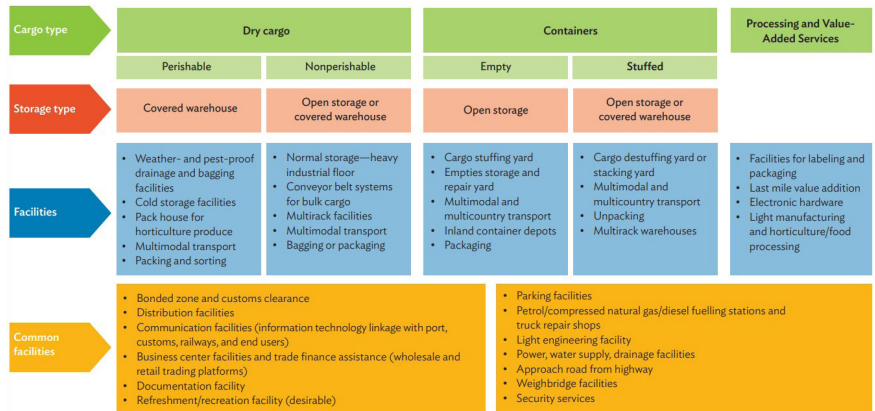 Cargo type
Dry cargo
Containers
Processing and Value-
Added Services
Perishable
Nonperishable
Empty
Stuffed
Storage type
Covered warehouse
Open storage or
covered warehouse
Open storage
Open storage or
covered warehouse
Facilities
• Weather- and pest-proof
drainage and bagging
facilities
• Cold storage facilities
• Pack house for
horticulture produce
• Multimodal transport
• Packing and sorting
• Normal storage—heavy
industrial floor
• Conveyor belt systems
for bulk cargo
• Multirack facilities
• Multimodal transport
• Bagging or packaging
• Cargo stuffing yard
• Empties storage and
repair yard
• Multimodal and
multicountry transport
• Inland container depots
• Packaging
• Cargo destuffing yard or
stacking yard
• Multimodal and
multicountry transport
• Unpacking
• Multirack warehouses
• Facilities for labeling and
packaging
• Last mile value addition
• Electronic hardware
• Light manufacturing
and horticulture/food
processing
Common
facilities
• Bonded zone and customs clearance
• Distribution facilities
• Communication facilities (information technology linkage with port,
customs, railways, and end users)
• Business center facilities and trade finance assistance (wholesale and
retail trading platforms)
• Documentation facility
• Refreshment/recreation facility (desirable)
• Parking facilities
• Petrol/compressed natural gas/diesel fuelling stations and
truck repair shops
• Light engineering facility
• Power, water supply, drainage facilities
• Approach road from highway
• Weighbridge facilities
• Security services